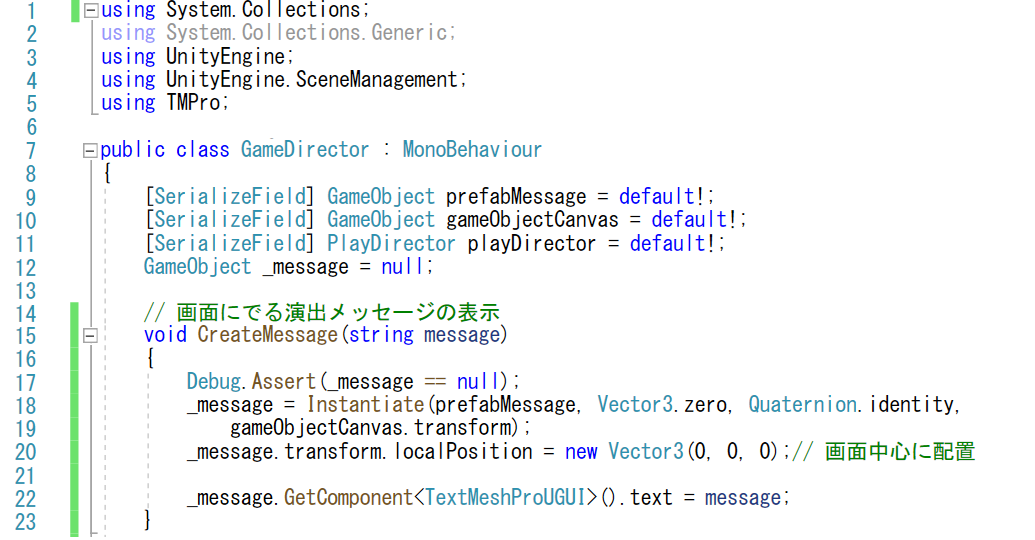 1 using System.Collections;
2 using System.Collections.Generic;
3 using UnityEngine;
4 using UnityEngine.SceneManagement;
5 using TMPro;
6
7 public class GameDirector : MonoBehaviour
8 {
9 [SerializeField] GameObject prefabMessage = default!;
10 [SerializeField] GameObject gameObjectCanvas = default!;
11 [SerializeField] PlayDirector playDirector = default!;
12 GameObject _message = null;
13
14 // 画面にでる演出メッセージの表示
15 void CreateMessage(string message)
16 {
17 Debug.Assert(_message == null);
18 _message = Instantiate(prefabMessage, Vector3.zero, Quaternion.identity,
19 gameObjectCanvas.transform);
20 _message.transform.localPosition = new Vector3(0, 0, 0);// 画面中心に配置
21
22 _message.GetComponent<TextMeshProUGUI>().text = message;
23 }